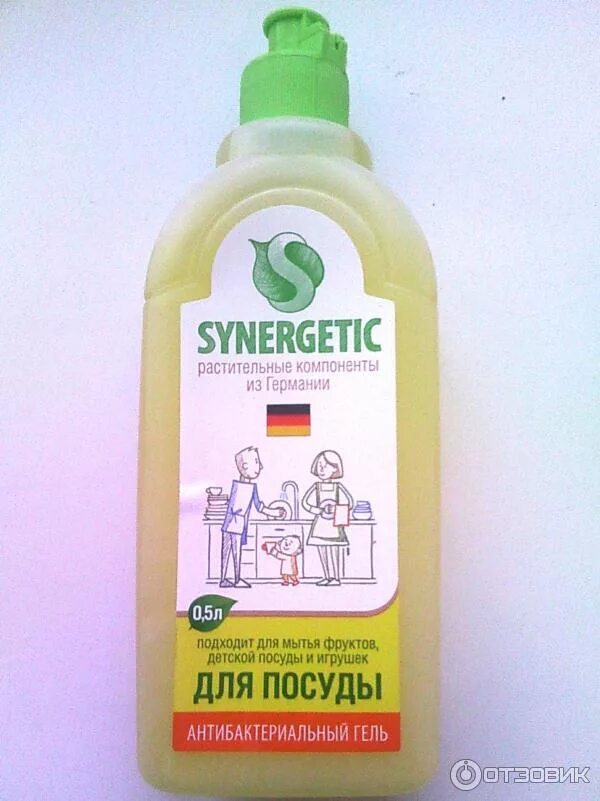 SYNERGETIC
растительные компоненты
из Германии
0,5л
подходит для мытья фруктов,
детской посуды и игрушек
ДЛЯ ПОСУДЫ
АНТИБАКТЕРИАЛЬНЫЙ ГЕЛЬ
ОТЗОВИК